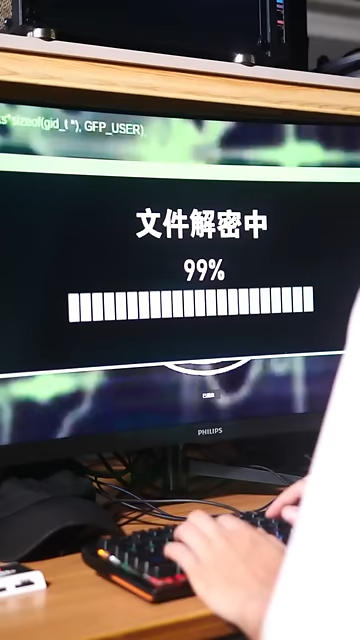 s*sizeof(gid_t *), GFP_USER)
文件解密中
99%
PHILIPS